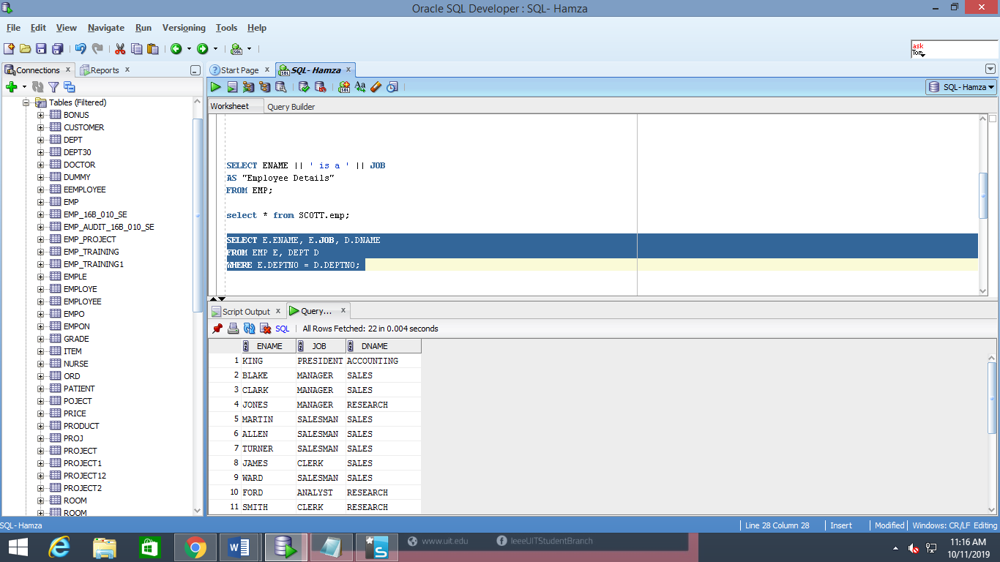 Oracle SQL Developer : SQL- Hamza
File Edit View Navigate Run Versioning Tools Help
ask
Tom
Connections x Reports x
Start Page x SQL- Hamza x
SQL- Hamza
Worksheet Query Builder
Tables (Filtered)
BONUS
CUSTOMER
DEPT
DEPT30
DOCTOR
DUMMY
EEMPLOYEE
EMP
EMP_16B_010_SE
EMP_AUDIT_16B_010_SE
EMP_PROJECT
EMP_TRAINING
EMP_TRAINING1
EMPLE
EMPLOYE
EMPLOYEE
EMPO
EMPON
GRADE
ITEM
NURSE
ORD
PATIENT
POJECT
PRICE
PRODUCT
PROJ
PROJECT
PROJECT1
PROJECT12
PROJECT2
ROOM
ROOM
SELECT ENAME || ' is a ' || JOB
AS "Employee Details"
FROM EMP;
select * from SCOTT.emp;
SELECT E.ENAME, E.JOB, D.DNAME
FROM EMP E, DEPT D
WHERE E.DEPTNO = D.DEPTNO;
Script Output x Query... x
SQL | All Rows Fetched: 22 in 0.004 seconds
ENAME JOB DNAME
1 KING PRESIDENT ACCOUNTING
2 BLAKE MANAGER SALES
3 CLARK MANAGER SALES
4 JONES MANAGER RESEARCH
5 MARTIN SALESMAN SALES
6 ALLEN SALESMAN SALES
7 TURNER SALESMAN SALES
8 JAMES CLERK SALES
9 WARD SALESMAN SALES
10 FORD ANALYST RESEARCH
11 SMITH CLERK RESEARCH
SQL- Hamza
Line 28 Column 28 | Insert | Modified | Windows: CR/LF Editing
www.uit.edu IeeeUITStudentBranch
11:16 AM
10/11/2019